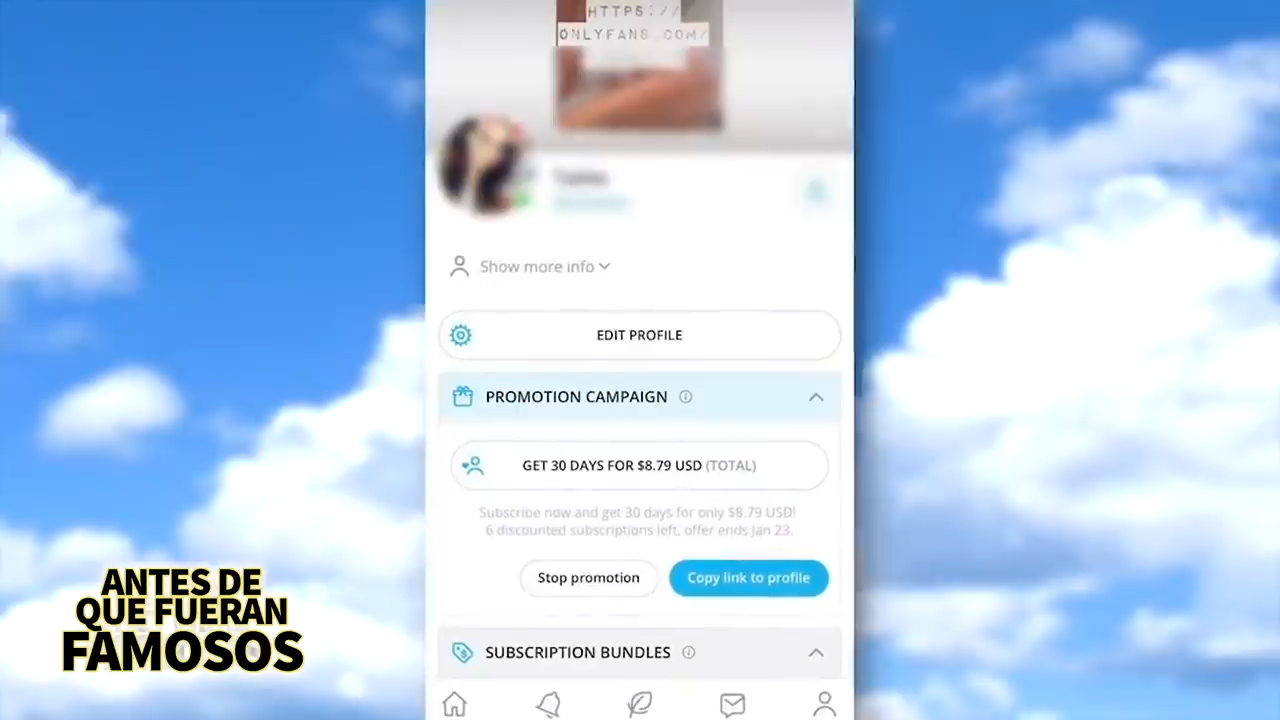 HTTPS://
ONLYFANS.COM/
Show more info
EDIT PROFILE
PROMOTION CAMPAIGN
GET 30 DAYS FOR $8.79 USD (TOTAL)
Subscribe now and get 30 days for only $8.79 USD!
6 discounted subscriptions left, offer ends Jan 23.
Stop promotion
Copy link to profile
SUBSCRIPTION BUNDLES
ANTES DE
QUE FUERAN
FAMOSOS